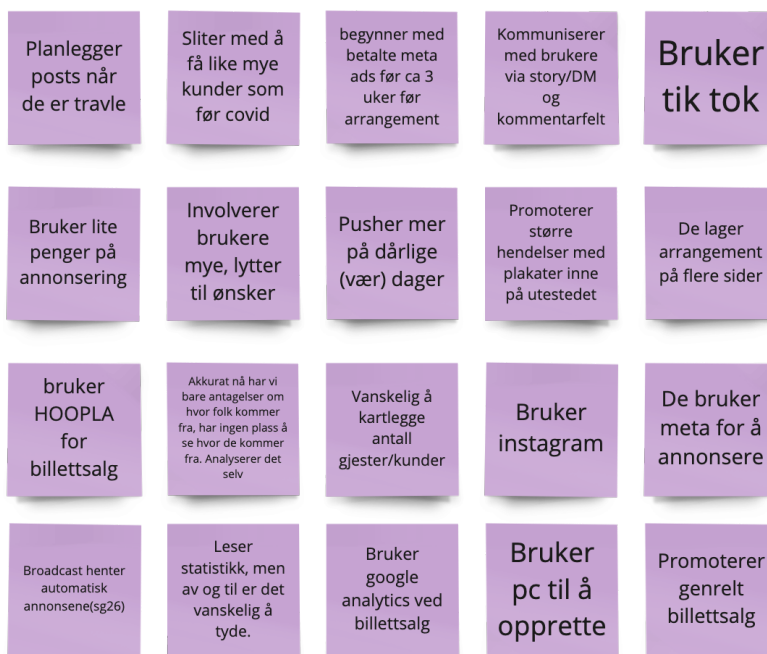 Planlegger
posts når
de er travle
Sliter med å
få like mye
kunder som
før covid
begynner med
betalte meta
ads før ca 3
uker før
arrangement
Kommuniserer
med brukere
via story/DM
og
kommentarfelt
Bruker
tik tok
Bruker lite
penger på
annonsering
Involverer
brukere
mye, lytter
til ønsker
Pusher mer
på dårlige
(vær) dager
Promoterer
større
hendelser med
plakater inne
på utestedet
De lager
arrangement
på flere sider
bruker
HOOPLA
for
billettsalg
Akkurat nå har vi
bare antagelser om
hvor folk kommer
fra, har ingen plass å
se hvor de kommer
fra. Analyserer det
selv
Vanskelig å
kartlegge
antall
gjester/kunder
Bruker
instagram
De bruker
meta for å
annonsere
Broadcast henter
automatisk
annonsene(sg26)
Leser
statistikk, men
av og til er det
vanskelig å
tyde.
Bruker
google
analytics ved
billettsalg
Bruker
pc til å
opprette
Promoterer
genrelt
billettsalg